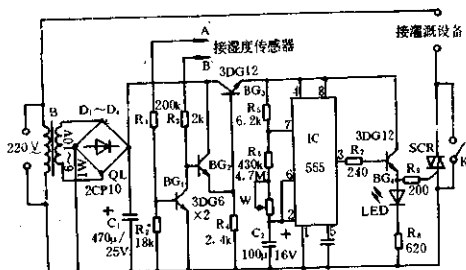 A
接湿度传感器
B
接灌溉设备
220V
B
D₁~D₄
6~10V
1W
QL
2CP10
C₁
470μ/
25V
200k
R₁
R₃
2k
BG₁
R₂
18k
BG₂
3DG6
×2
3DG12
BG₃
R₄
2.4k
R₅
6.2k
R₆
430k
4.7M
W
C₂
100μ
16V
4
8
7
IC
555
6
2
3
1
5
R₇
240
3DG12
BG₄
LED
R₈
620
R₉
200
SCR
K